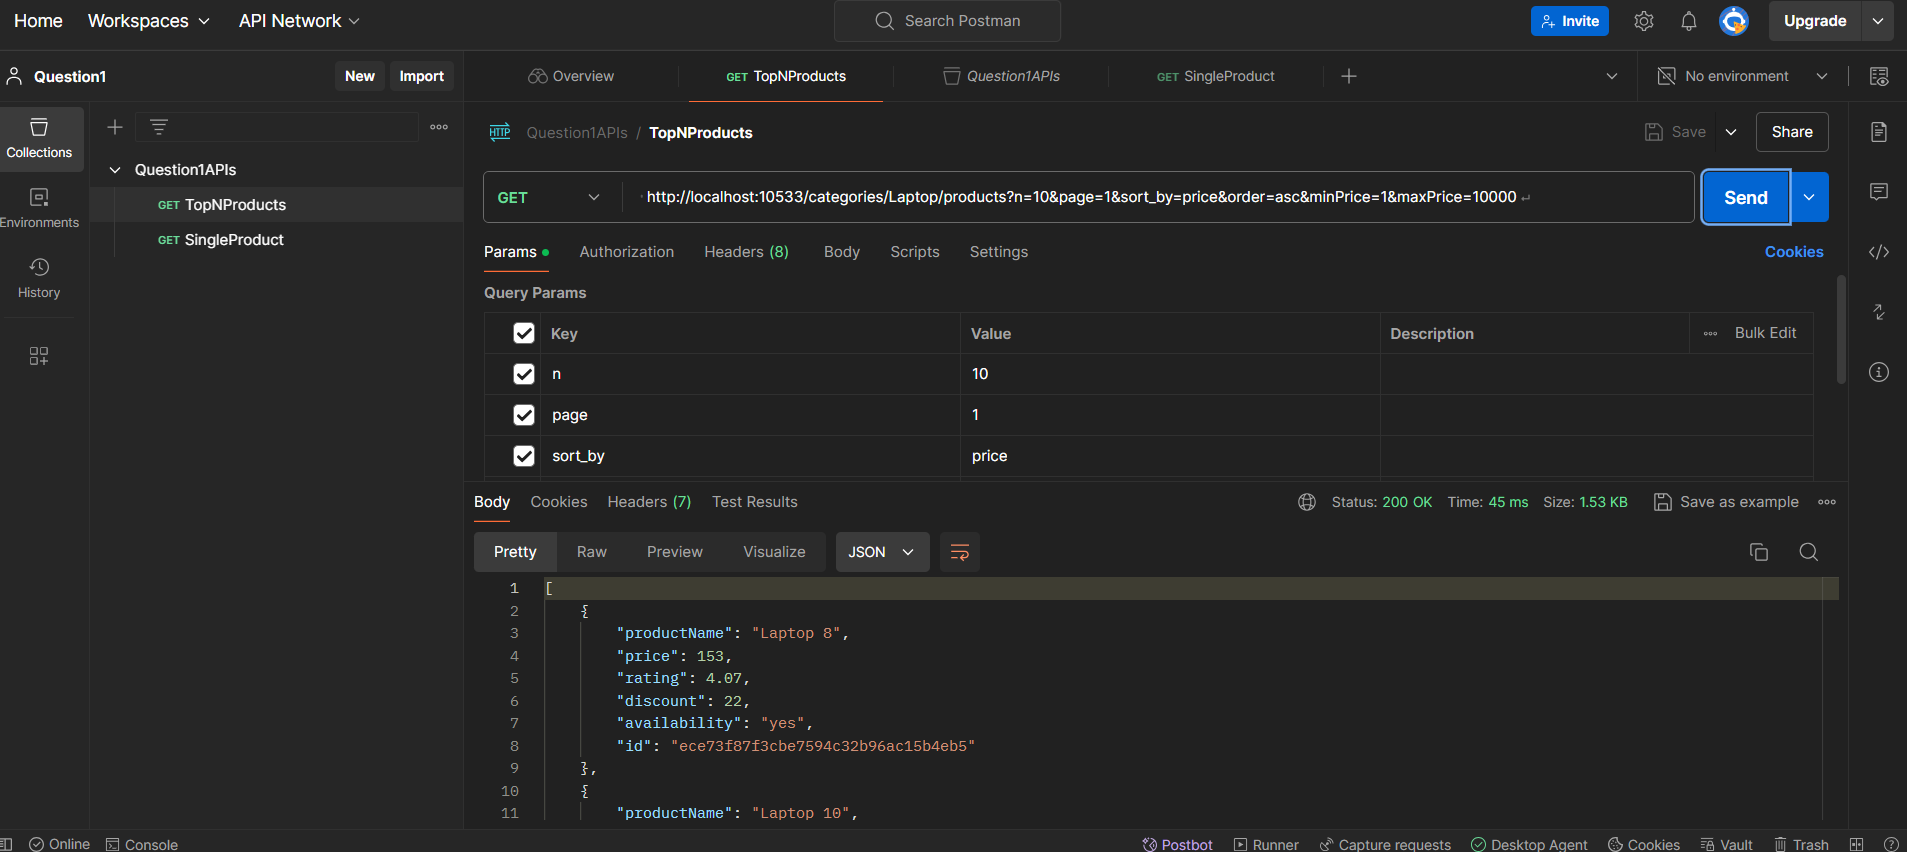 Home Workspaces API Network Search Postman Invite Upgrade
Question1 New Import Overview GET TopNProducts Question1APIs GET SingleProduct No environment
Collections
Environments
History
Question1APIs
GET TopNProducts
GET SingleProduct
HTTP Question1APIs / TopNProducts Save Share
GET http://localhost:10533/categories/Laptop/products?n=10&page=1&sort_by=price&order=asc&minPrice=1&maxPrice=10000 Send
Params Authorization Headers (8) Body Scripts Settings Cookies
Query Params
Key Value Description Bulk Edit
n 10
page 1
sort_by price
Body Cookies Headers (7) Test Results Status: 200 OK Time: 45 ms Size: 1.53 KB Save as example
Pretty Raw Preview Visualize JSON
1 [
2 {
3 "productName": "Laptop 8",
4 "price": 153,
5 "rating": 4.07,
6 "discount": 22,
7 "availability": "yes",
8 "id": "ece73f87f3cbe7594c32b96ac15b4eb5"
9 },
10 {
11 "productName": "Laptop 10",
Online Console Postbot Runner Capture requests Desktop Agent Cookies Vault Trash